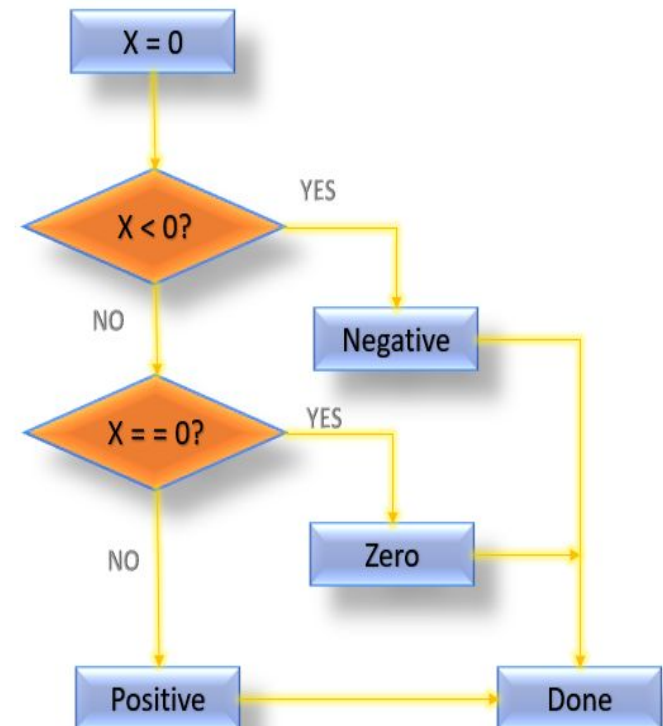 X = 0
X < 0?
YES
NO
Negative
X = = 0?
YES
NO
Zero
Positive
Done